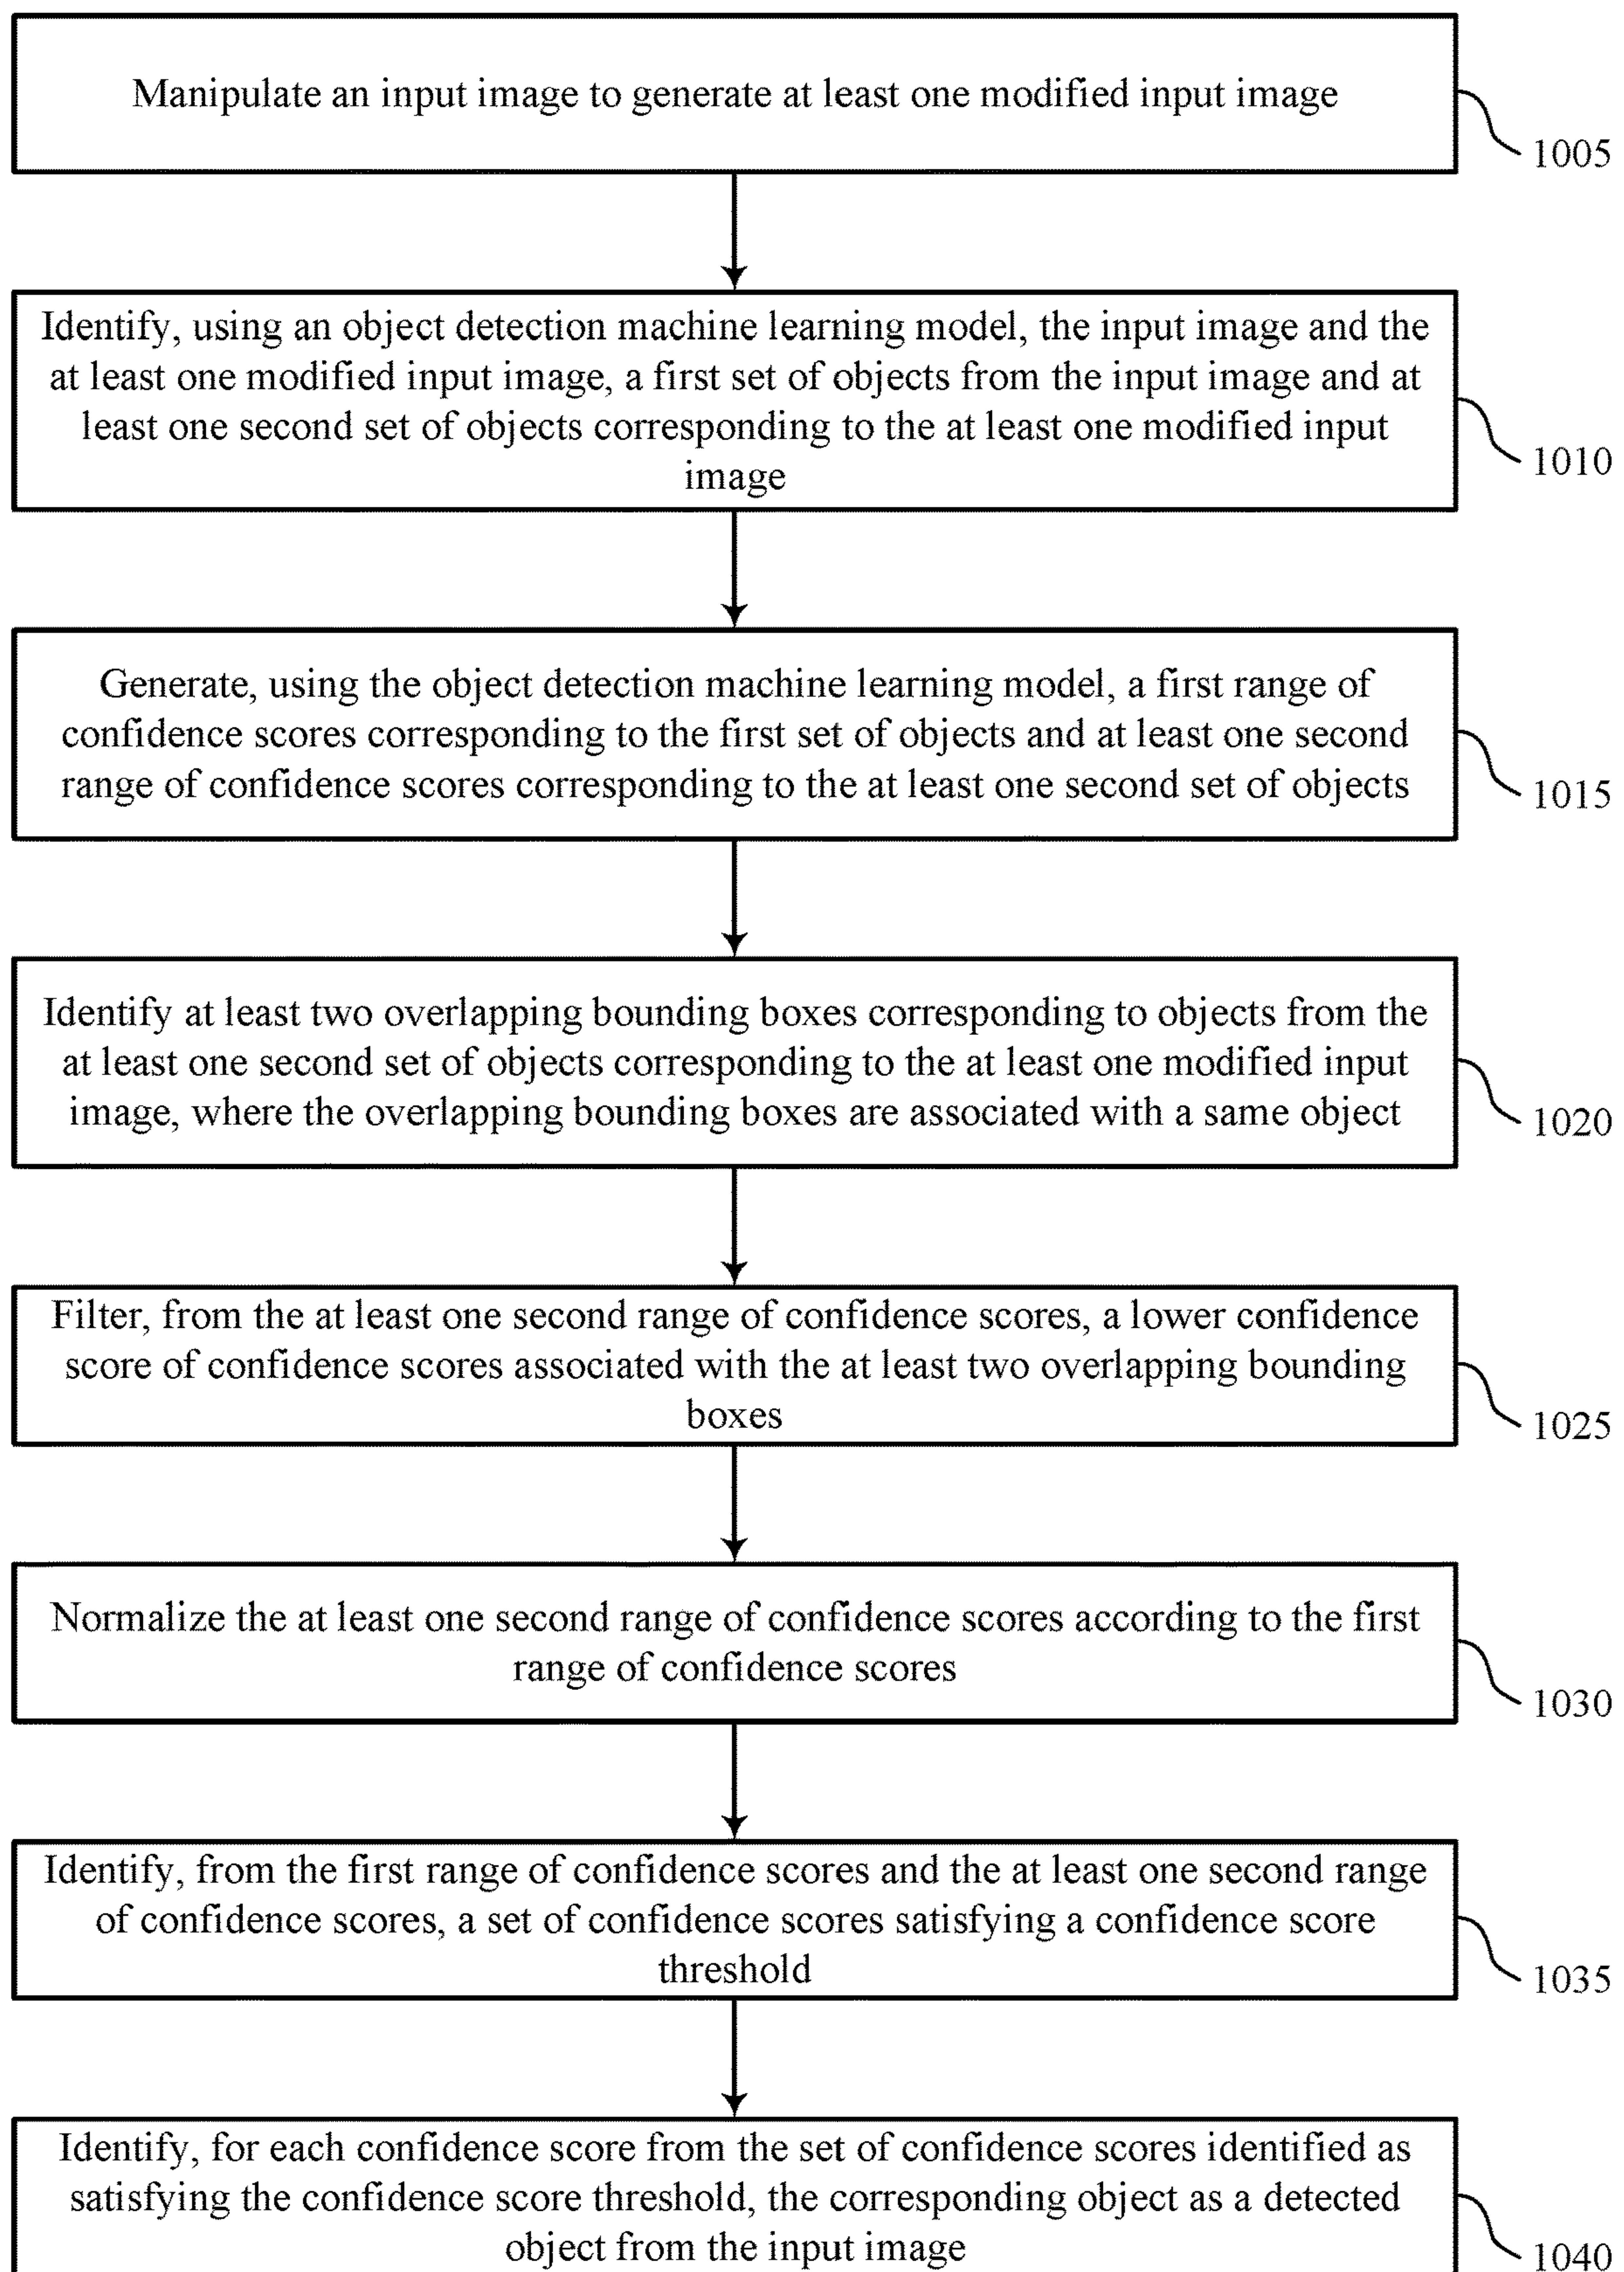 Manipulate an input image to generate at least one modified input image
1005
Identify, using an object detection machine learning model, the input image and the
at least one modified input image, a first set of objects from the input image and at
least one second set of objects corresponding to the at least one modified input
image
1010
Generate, using the object detection machine learning model, a first range of
confidence scores corresponding to the first set of objects and at least one second
range of confidence scores corresponding to the at least one second set of objects
1015
Identify at least two overlapping bounding boxes corresponding to objects from the
at least one second set of objects corresponding to the at least one modified input
image, where the overlapping bounding boxes are associated with a same object
1020
Filter, from the at least one second range of confidence scores, a lower confidence
score of confidence scores associated with the at least two overlapping bounding
boxes
1025
Normalize the at least one second range of confidence scores according to the first
range of confidence scores
1030
Identify, from the first range of confidence scores and the at least one second range
of confidence scores, a set of confidence scores satisfying a confidence score
threshold
1035
Identify, for each confidence score from the set of confidence scores identified as
satisfying the confidence score threshold, the corresponding object as a detected
object from the input image
1040